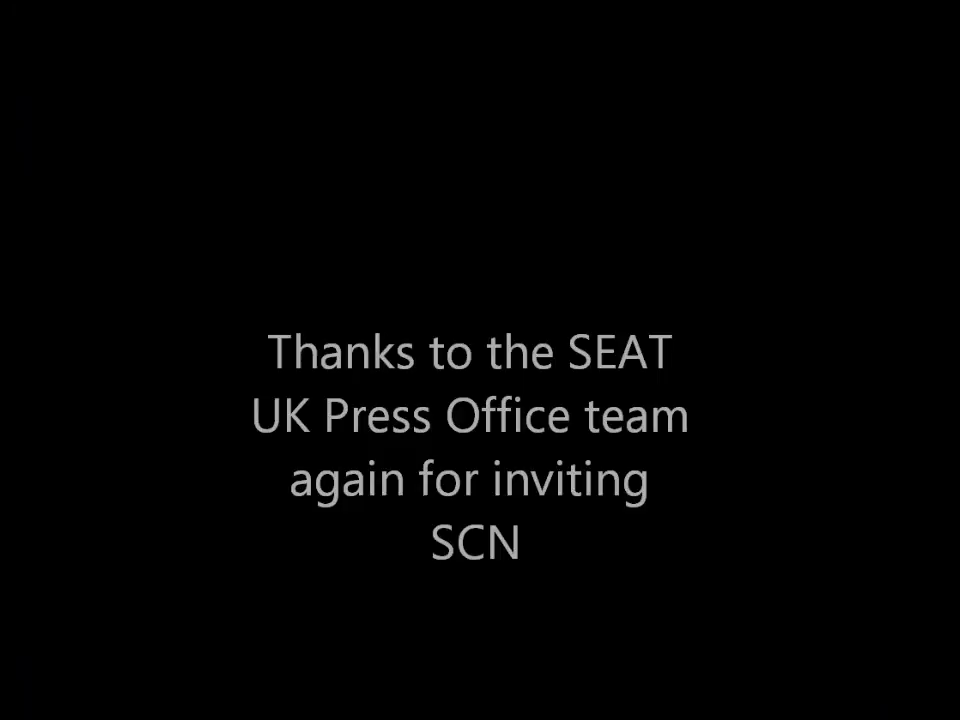 Thanks to the SEAT
UK Press Office team
again for inviting
SCN